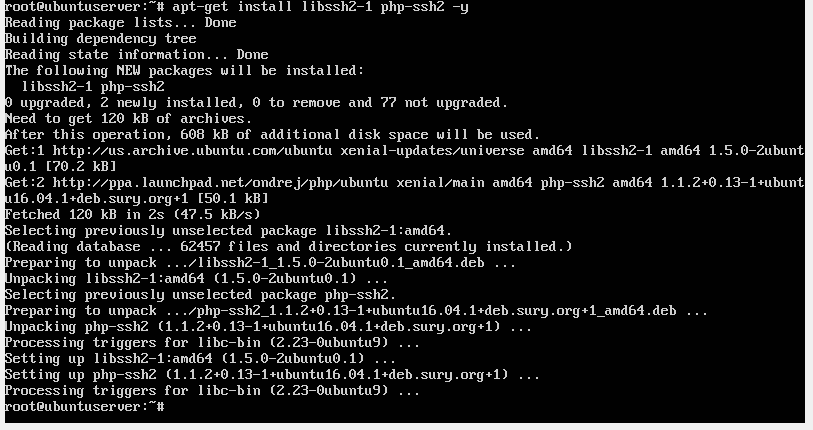 root@ubuntuserver:~# apt-get install libssh2-1 php-ssh2 -y
Reading package lists... Done
Building dependency tree
Reading state information... Done
The following NEW packages will be installed:
  libssh2-1 php-ssh2
0 upgraded, 2 newly installed, 0 to remove and 77 not upgraded.
Need to get 120 kB of archives.
After this operation, 608 kB of additional disk space will be used.
Get:1 http://us.archive.ubuntu.com/ubuntu xenial-updates/universe amd64 libssh2-1 amd64 1.5.0-2ubunt
u0.1 [70.2 kB]
Get:2 http://ppa.launchpad.net/ondrej/php/ubuntu xenial/main amd64 php-ssh2 amd64 1.1.2+0.13-1+ubunt
u16.04.1+deb.sury.org+1 [50.1 kB]
Fetched 120 kB in 2s (47.5 kB/s)
Selecting previously unselected package libssh2-1:amd64.
(Reading database ... 62457 files and directories currently installed.)
Preparing to unpack .../libssh2-1_1.5.0-2ubuntu0.1_amd64.deb ...
Unpacking libssh2-1:amd64 (1.5.0-2ubuntu0.1) ...
Selecting previously unselected package php-ssh2.
Preparing to unpack .../php-ssh2_1.1.2+0.13-1+ubuntu16.04.1+deb.sury.org+1_amd64.deb ...
Unpacking php-ssh2 (1.1.2+0.13-1+ubuntu16.04.1+deb.sury.org+1) ...
Processing triggers for libc-bin (2.23-0ubuntu9) ...
Setting up libssh2-1:amd64 (1.5.0-2ubuntu0.1) ...
Setting up php-ssh2 (1.1.2+0.13-1+ubuntu16.04.1+deb.sury.org+1) ...
Processing triggers for libc-bin (2.23-0ubuntu9) ...
root@ubuntuserver:~#